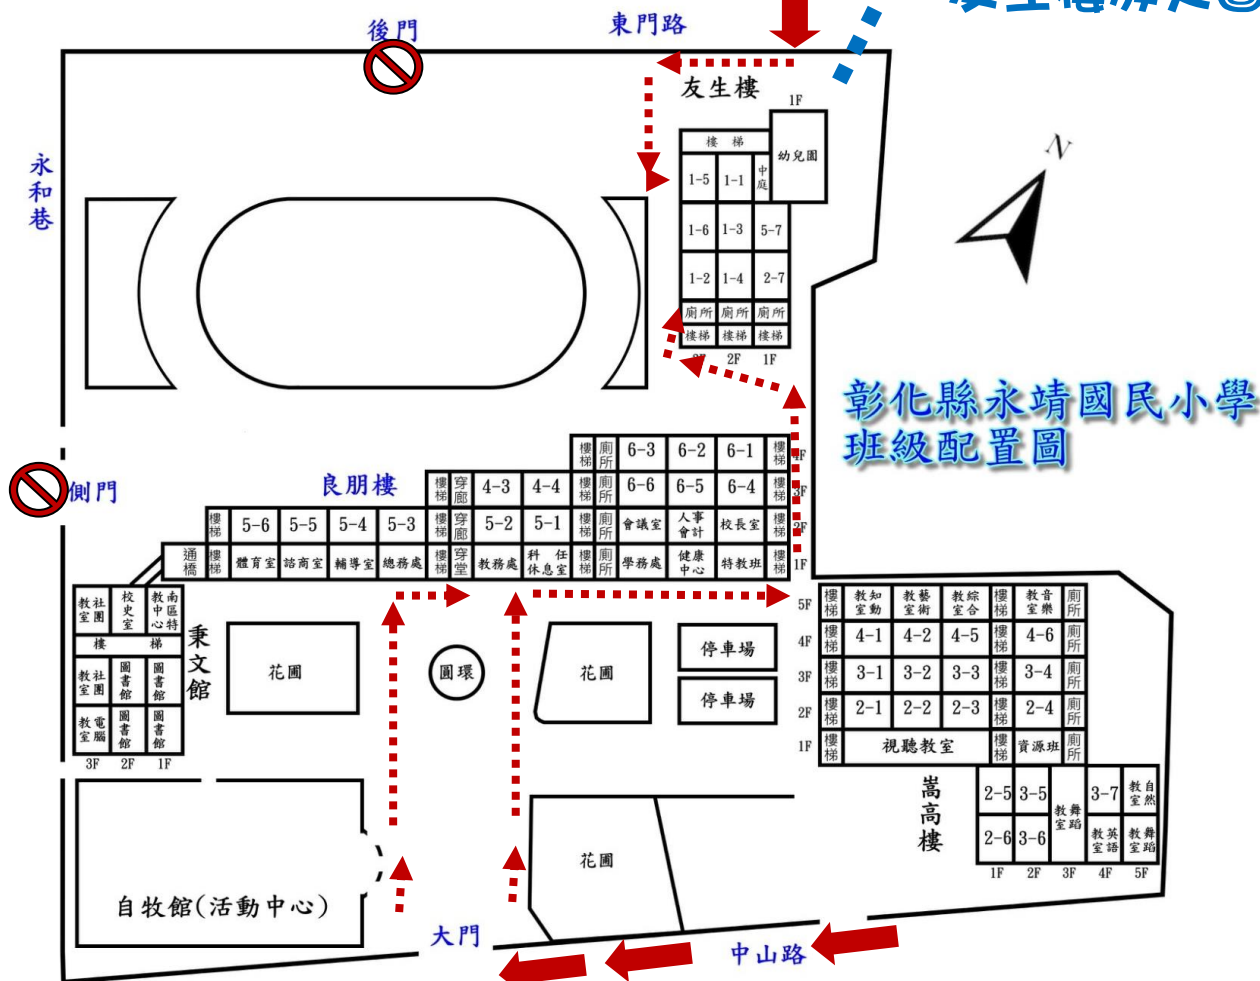 後門
東門路
友生樓
1F
N
永和巷
樓梯
幼兒園
1-5 1-1 中庭
1-6 1-3 5-7
1-2 1-4 2-7
廁所 廁所 廁所
樓梯 樓梯 樓梯
2F 1F
彰化縣永靖國民小學
班級配置圖
側門
良朋樓
樓梯 廁所 6-3 6-2 6-1 樓梯 4F
樓梯 穿廊 4-3 4-4 樓梯 廁所 6-6 6-5 6-4 樓梯 3F
樓梯 5-6 5-5 5-4 5-3 樓梯 穿廊 5-2 5-1 樓梯 廁所 會議室 人事會計 校長室 樓梯 2F
通橋 樓梯 體育室 諮商室 輔導室 總務處 樓梯 穿堂 教務處 科任休息室 樓梯 廁所 學務處 健康中心 特教班 樓梯 1F
社團教室 校史室 南區特教中心
樓梯
社團教室 圖書館 圖書館
電腦教室 圖書館 圖書館
3F 2F 1F
秉文館
花圃
圓環
花圃
停車場
停車場
5F 樓梯 知動教室 藝術教室 綜合教室 樓梯 音樂教室 廁所
4F 樓梯 4-1 4-2 4-5 樓梯 4-6 廁所
3F 樓梯 3-1 3-2 3-3 樓梯 3-4 廁所
2F 樓梯 2-1 2-2 2-3 樓梯 2-4 廁所
1F 樓梯 視聽教室 樓梯 資源班 廁所
嵩高樓
2-5 3-5 舞蹈教室 3-7 自然教室
2-6 3-6 英語教室 舞蹈教室
1F 2F 3F 4F 5F
花圃
自牧館(活動中心)
大門
中山路